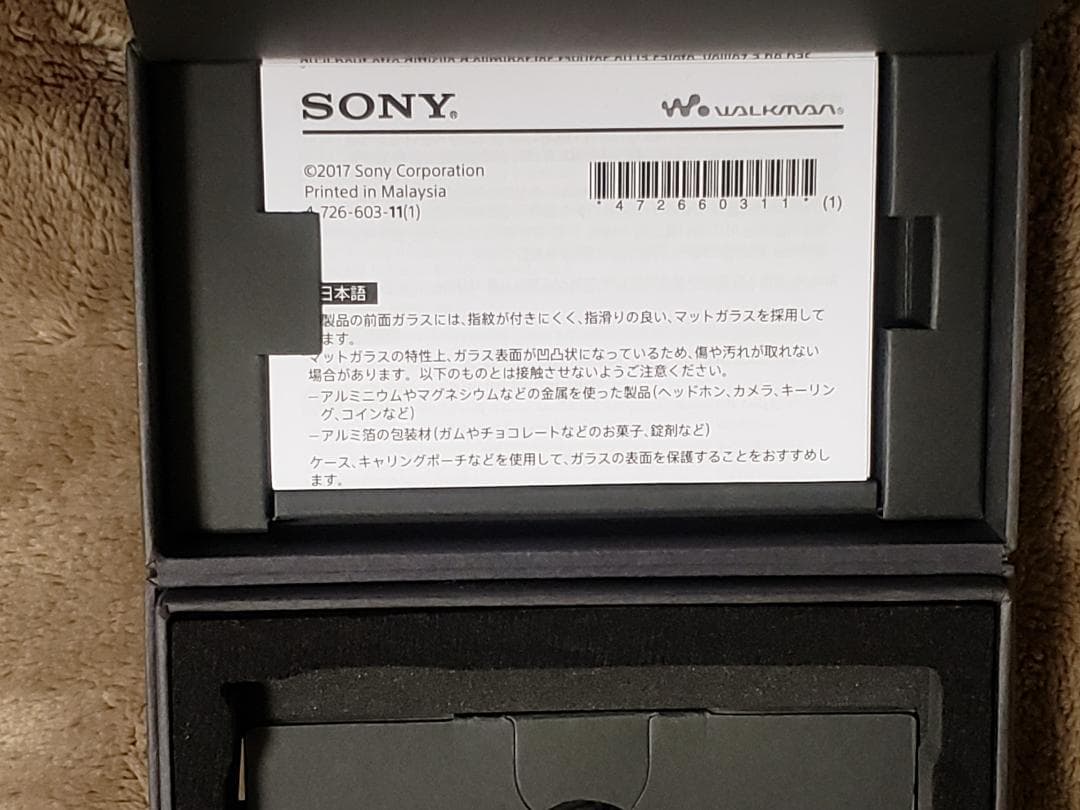 SONY®
WALKMAN®
©2017 Sony Corporation
Printed in Malaysia
4-726-603-11(1)
* 4 7 2 6 6 0 3 1 1 * (1)
日本語
製品の前面ガラスには、指紋が付きにくく、指滑りの良い、マットガラスを採用して
ます。
マットガラスの特性上、ガラス表面が凹凸状になっているため、傷や汚れが取れない
場合があります。以下のものとは接触させないようご注意ください。
–アルミニウムやマグネシウムなどの金属を使った製品(ヘッドホン、カメラ、キーリン
グ、コインなど)
–アルミ箔の包装材(ガムやチョコレートなどのお菓子、錠剤など)
ケース、キャリングポーチなどを使用して、ガラスの表面を保護することをおすすめし
ます。